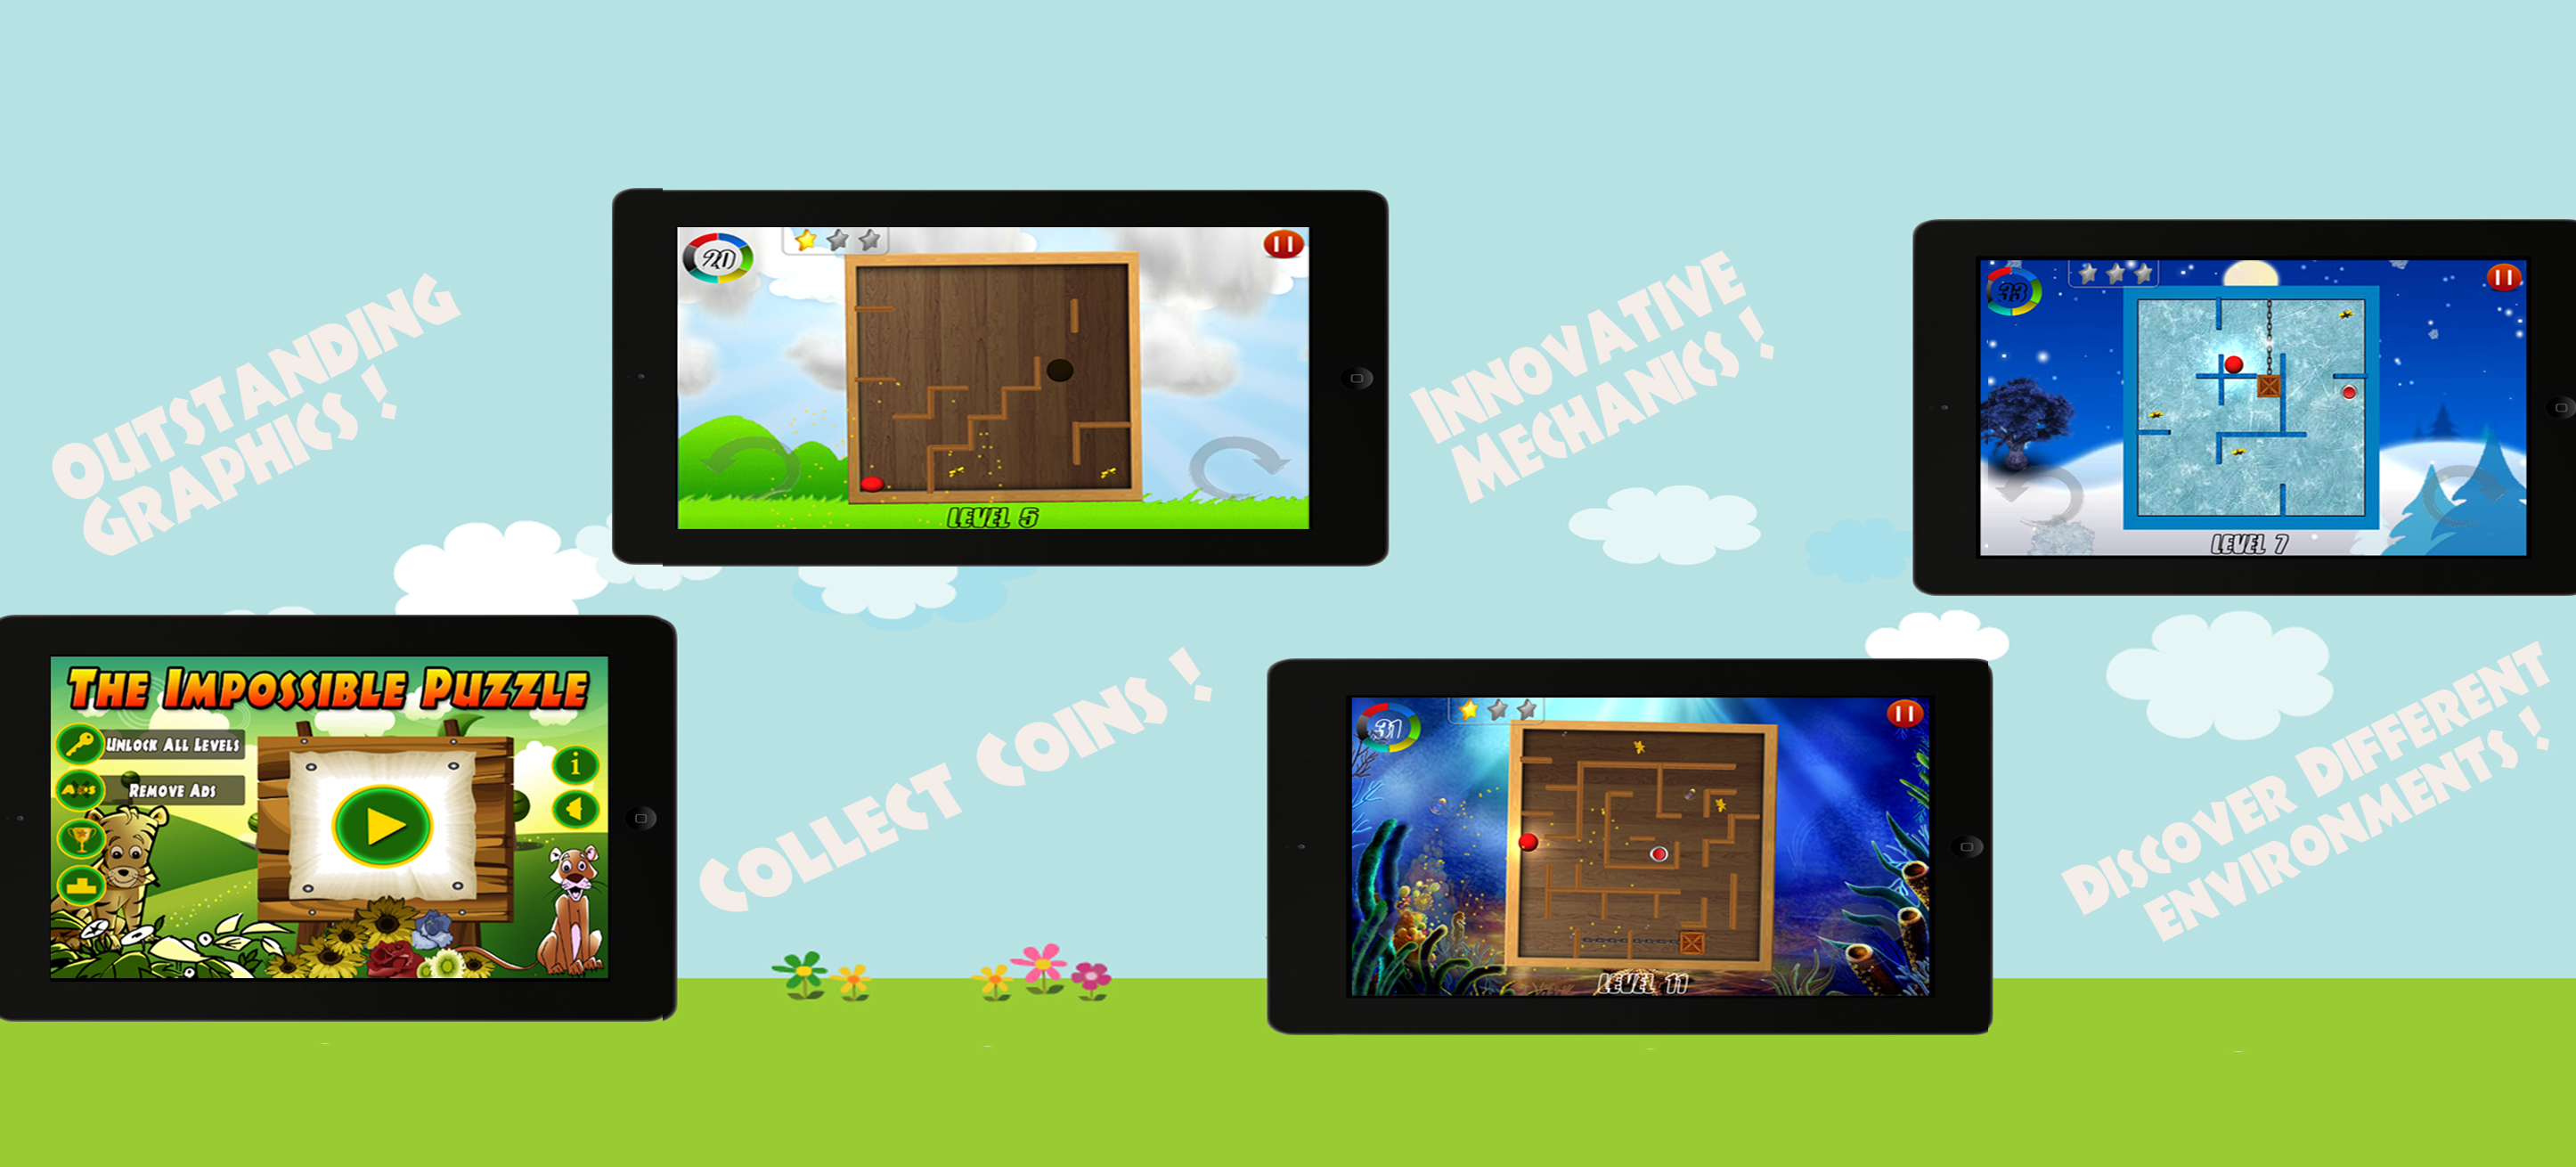 OUTSTANDING
GRAPHICS !
20
LEVEL 5
INNOVATIVE
MECHANICS !
33
LEVEL 7
THE IMPOSSIBLE PUZZLE
UNLOCK ALL LEVELS
ADS
REMOVE ADS
i
COLLECT COINS !
31
LEVEL 11
DISCOVER DIFFERENT
ENVIRONMENTS !